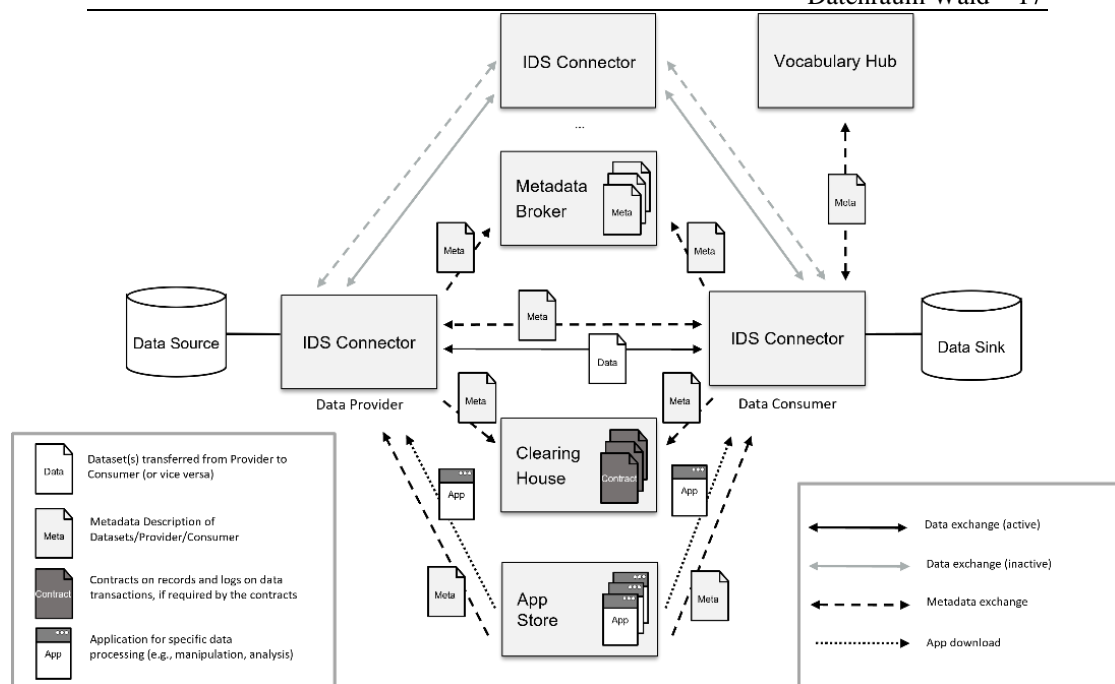 Datenraum Wald 17
IDS Connector
Vocabulary Hub
...
Metadata
Broker
Meta
Meta
Meta
Meta
Data Source
IDS Connector
Meta
Data
IDS Connector
Data Sink
Data Provider
Data Consumer
Meta
Meta
Clearing
House
Contract
App
App
App
Store
App
Meta
Meta
Data
Dataset(s) transferred from Provider to
Consumer (or vice versa)
Meta
Metadata Description of
Datasets/Provider/Consumer
Contract
Contracts on records and logs on data
transactions, if required by the contracts
App
Application for specific data
processing (e.g., manipulation, analysis)
Data exchange (active)
Data exchange (inactive)
Metadata exchange
App download